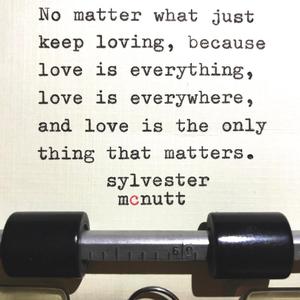 No matter what just
keep loving, because
love is everything,
love is everywhere,
and love is the only
thing that matters.
sylvester
mcnutt